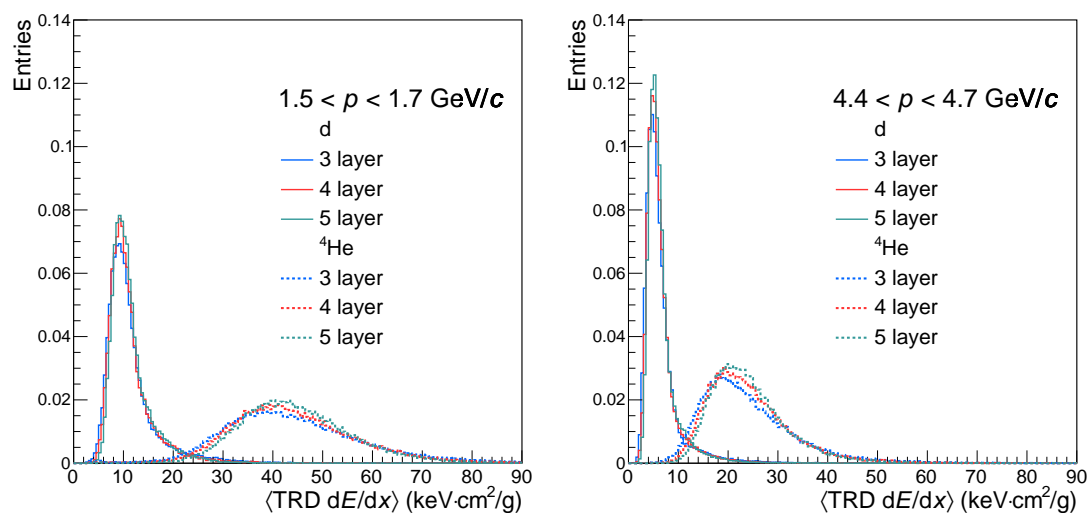 Entries
0.14
0.12
0.1
0.08
0.06
0.04
0.02
0
1.5 < p < 1.7 GeV/c
d
3 layer
4 layer
5 layer
⁴He
3 layer
4 layer
5 layer
0 10 20 30 40 50 60 70 80 90
⟨TRD dE/dx⟩ (keV·cm²/g)
Entries
0.14
0.12
0.1
0.08
0.06
0.04
0.02
0
4.4 < p < 4.7 GeV/c
d
3 layer
4 layer
5 layer
⁴He
3 layer
4 layer
5 layer
0 10 20 30 40 50 60 70 80 90
⟨TRD dE/dx⟩ (keV·cm²/g)